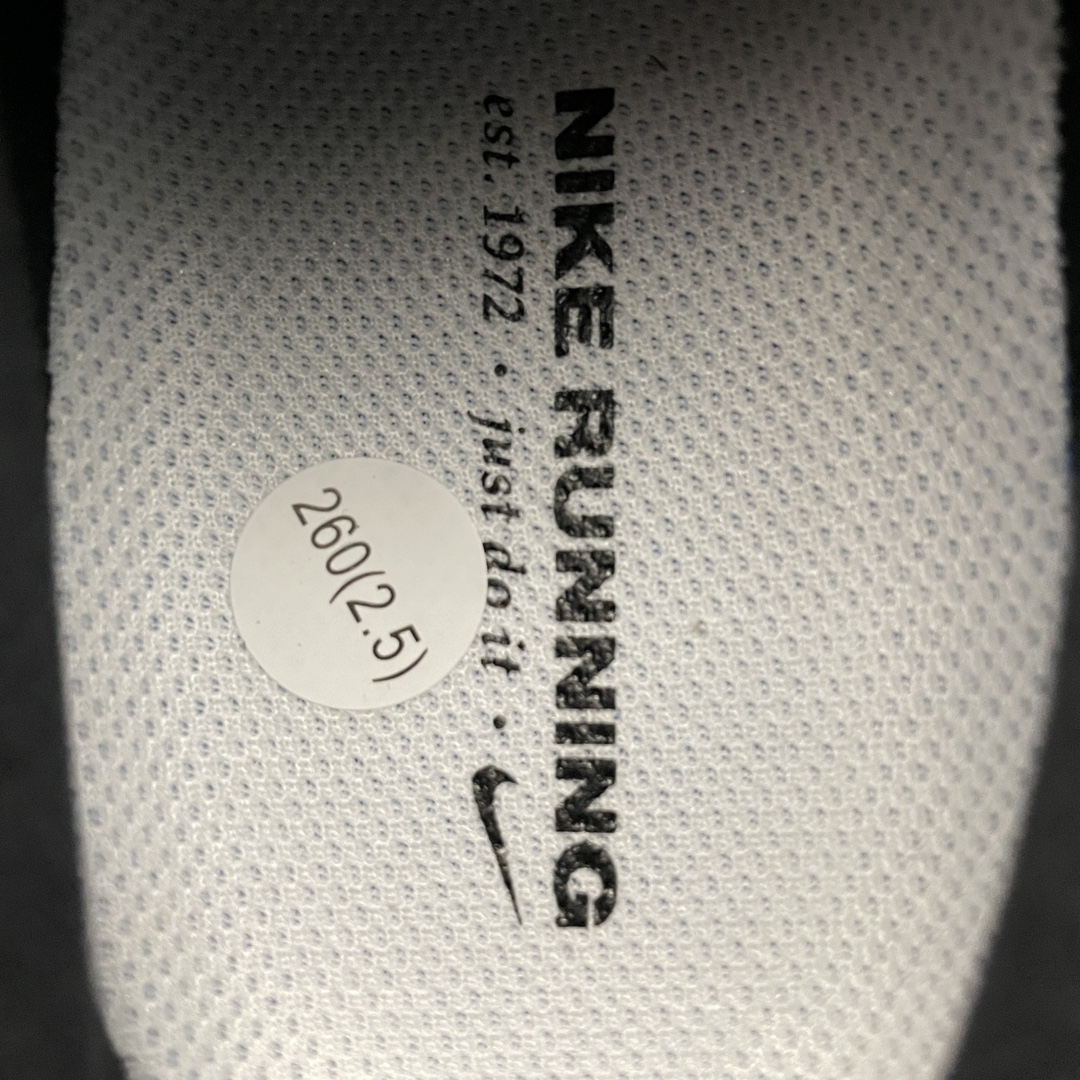 NIKE RUNNING
est. 1972 • just do it •
260(2.5)